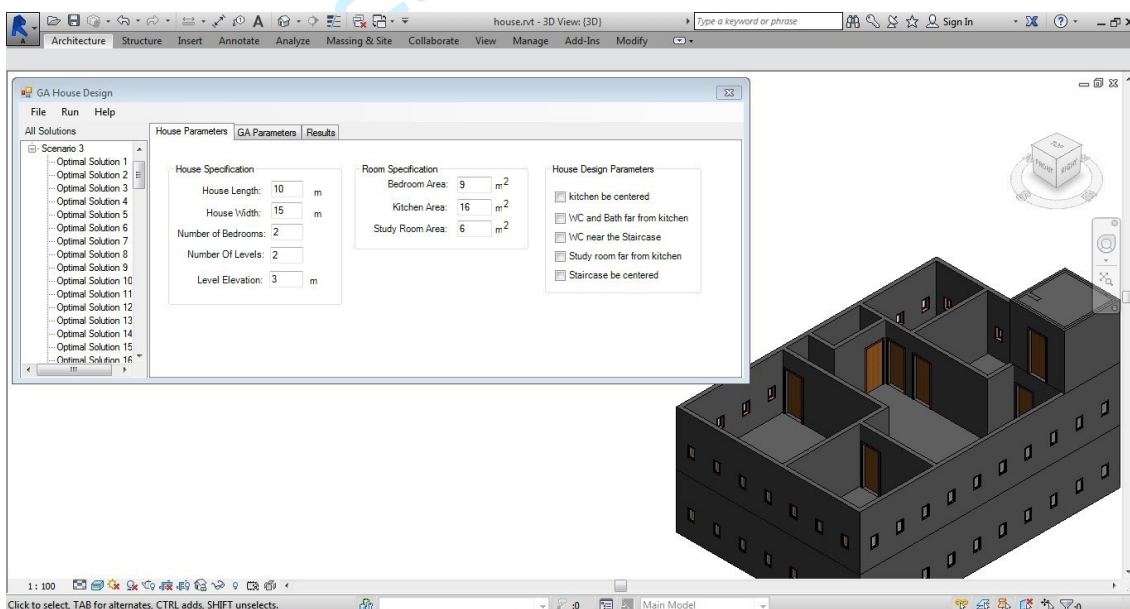 house.rvt - 3D View: {3D}
Type a keyword or phrase
Sign In
Architecture Structure Insert Annotate Analyze Massing & Site Collaborate View Manage Add-Ins Modify
GA House Design
File Run Help
All Solutions
House Parameters GA Parameters Results
Scenario 3
Optimal Solution 1
Optimal Solution 2
Optimal Solution 3
Optimal Solution 4
Optimal Solution 5
Optimal Solution 6
Optimal Solution 7
Optimal Solution 8
Optimal Solution 9
Optimal Solution 10
Optimal Solution 11
Optimal Solution 12
Optimal Solution 13
Optimal Solution 14
Optimal Solution 15
Optimal Solution 16
House Specification
House Length: 10 m
House Width: 15 m
Number of Bedrooms: 2
Number Of Levels: 2
Level Elevation: 3 m
Room Specification
Bedroom Area: 9 m2
Kitchen Area: 16 m2
Study Room Area: 6 m2
House Design Parameters
kitchen be centered
WC and Bath far from kitchen
WC near the Staircase
Study room far from kitchen
Staircase be centered
TOP
FRONT
RIGHT
1 : 100
Click to select, TAB for alternates, CTRL adds, SHIFT unselects.
:0
Main Model
:0